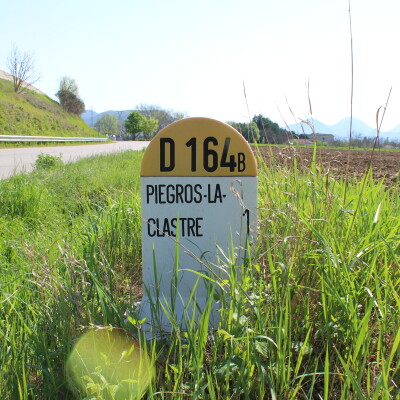 D 164B
PIEGROS-LA-
CLASTRE 1